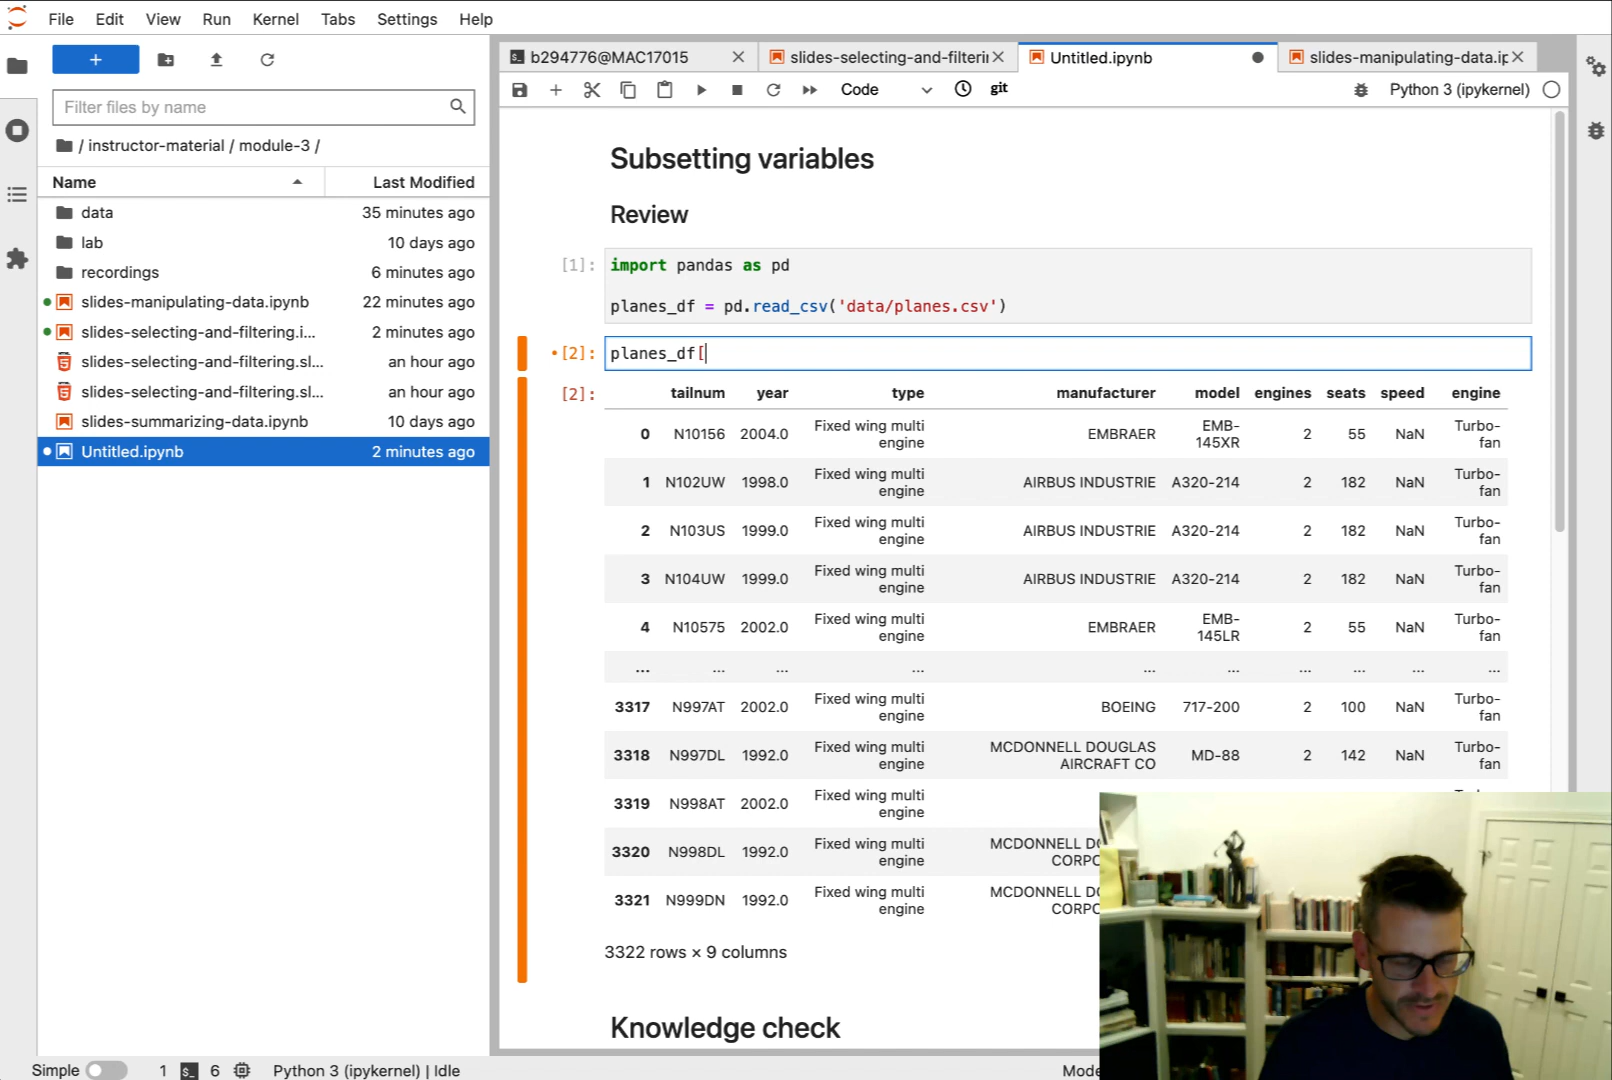 File Edit View Run Kernel Tabs Settings Help
+
b294776@MAC17015
slides-selecting-and-filterir
Untitled.ipynb
slides-manipulating-data.ip
Filter files by name
Code
git
Python 3 (ipykernel)
/ instructor-material / module-3 /
Name Last Modified
data 35 minutes ago
lab 10 days ago
recordings 6 minutes ago
slides-manipulating-data.ipynb 22 minutes ago
slides-selecting-and-filtering.i... 2 minutes ago
slides-selecting-and-filtering.sl... an hour ago
slides-selecting-and-filtering.sl... an hour ago
slides-summarizing-data.ipynb 10 days ago
Untitled.ipynb 2 minutes ago
Subsetting variables
Review
[1]: import pandas as pd
planes_df = pd.read_csv('data/planes.csv')
[2]: planes_df[
[2]: tailnum year type manufacturer model engines seats speed engine
0 N10156 2004.0 Fixed wing multi engine EMBRAER EMB-145XR 2 55 NaN Turbo-fan
1 N102UW 1998.0 Fixed wing multi engine AIRBUS INDUSTRIE A320-214 2 182 NaN Turbo-fan
2 N103US 1999.0 Fixed wing multi engine AIRBUS INDUSTRIE A320-214 2 182 NaN Turbo-fan
3 N104UW 1999.0 Fixed wing multi engine AIRBUS INDUSTRIE A320-214 2 182 NaN Turbo-fan
4 N10575 2002.0 Fixed wing multi engine EMBRAER EMB-145LR 2 55 NaN Turbo-fan
... ... ... ... ... ... ... ... ... ...
3317 N997AT 2002.0 Fixed wing multi engine BOEING 717-200 2 100 NaN Turbo-fan
3318 N997DL 1992.0 Fixed wing multi engine MCDONNELL DOUGLAS AIRCRAFT CO MD-88 2 142 NaN Turbo-fan
3319 N998AT 2002.0 Fixed wing multi engine
3320 N998DL 1992.0 Fixed wing multi engine MCDONNELL DO CORPO
3321 N999DN 1992.0 Fixed wing multi engine MCDONNELL DO CORPO
3322 rows × 9 columns
Knowledge check
Simple 1 6 Python 3 (ipykernel) | Idle
Mode